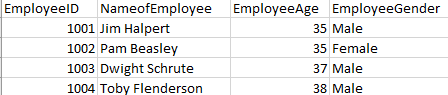 EmployeeID NameofEmployee EmployeeAge EmployeeGender
1001 Jim Halpert 35 Male
1002 Pam Beasley 35 Female
1003 Dwight Schrute 37 Male
1004 Toby Flenderson 38 Male